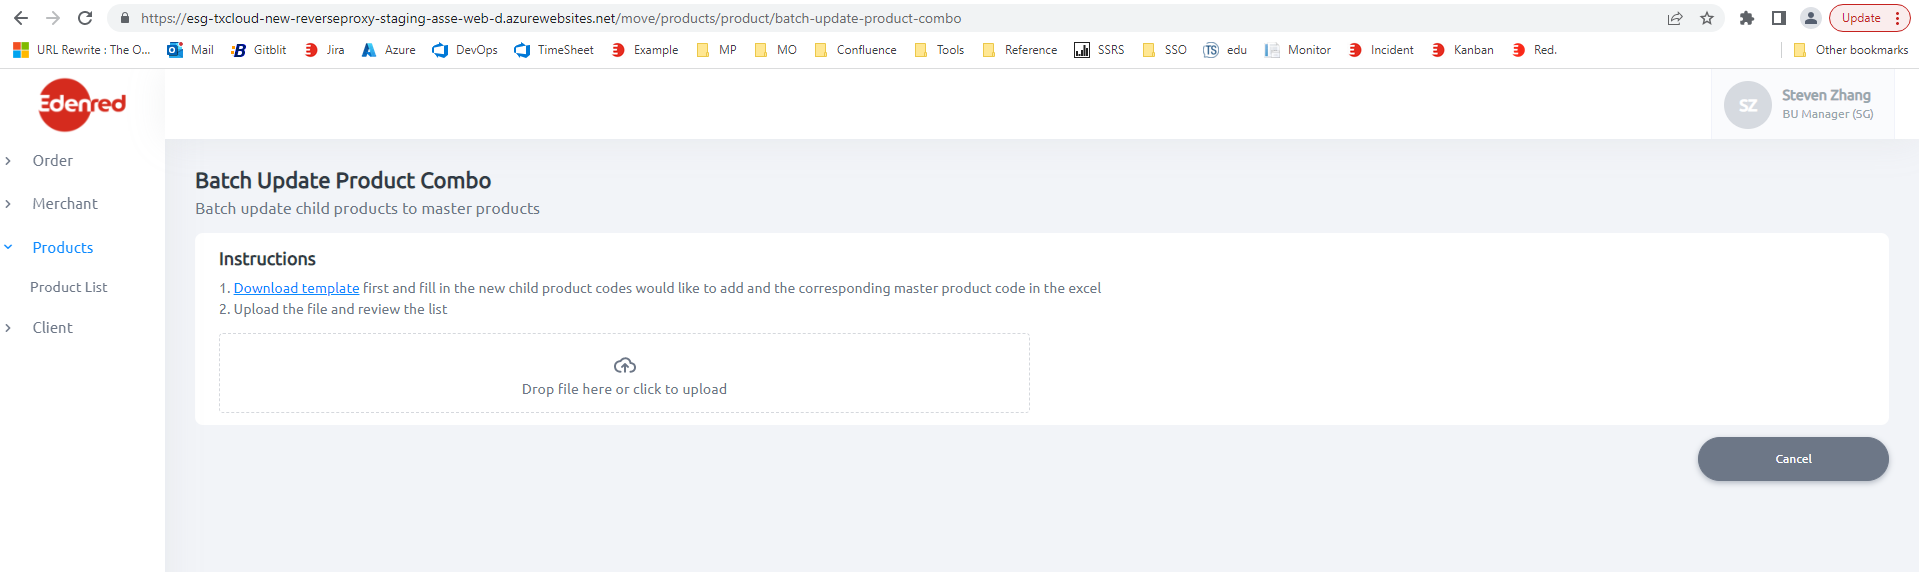 https://esg-txcloud-new-reverseproxy-staging-asse-web-d.azurewebsites.net/move/products/product/batch-update-product-combo
Update
URL Rewrite : The O... Mail Gitblit Jira Azure DevOps TimeSheet Example MP MO Confluence Tools Reference SSRS SSO TS edu Monitor Incident Kanban Red. Other bookmarks
Edenred
SZ
Steven Zhang
BU Manager (SG)
Order
Merchant
Products
Product List
Client
Batch Update Product Combo
Batch update child products to master products
Instructions
1. Download template first and fill in the new child product codes would like to add and the corresponding master product code in the excel
2. Upload the file and review the list
Drop file here or click to upload
Cancel